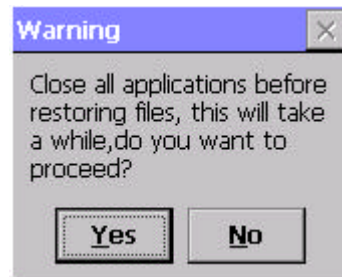 Warning
Close all applications before
restoring files, this will take
a while,do you want to
proceed?
Yes
No